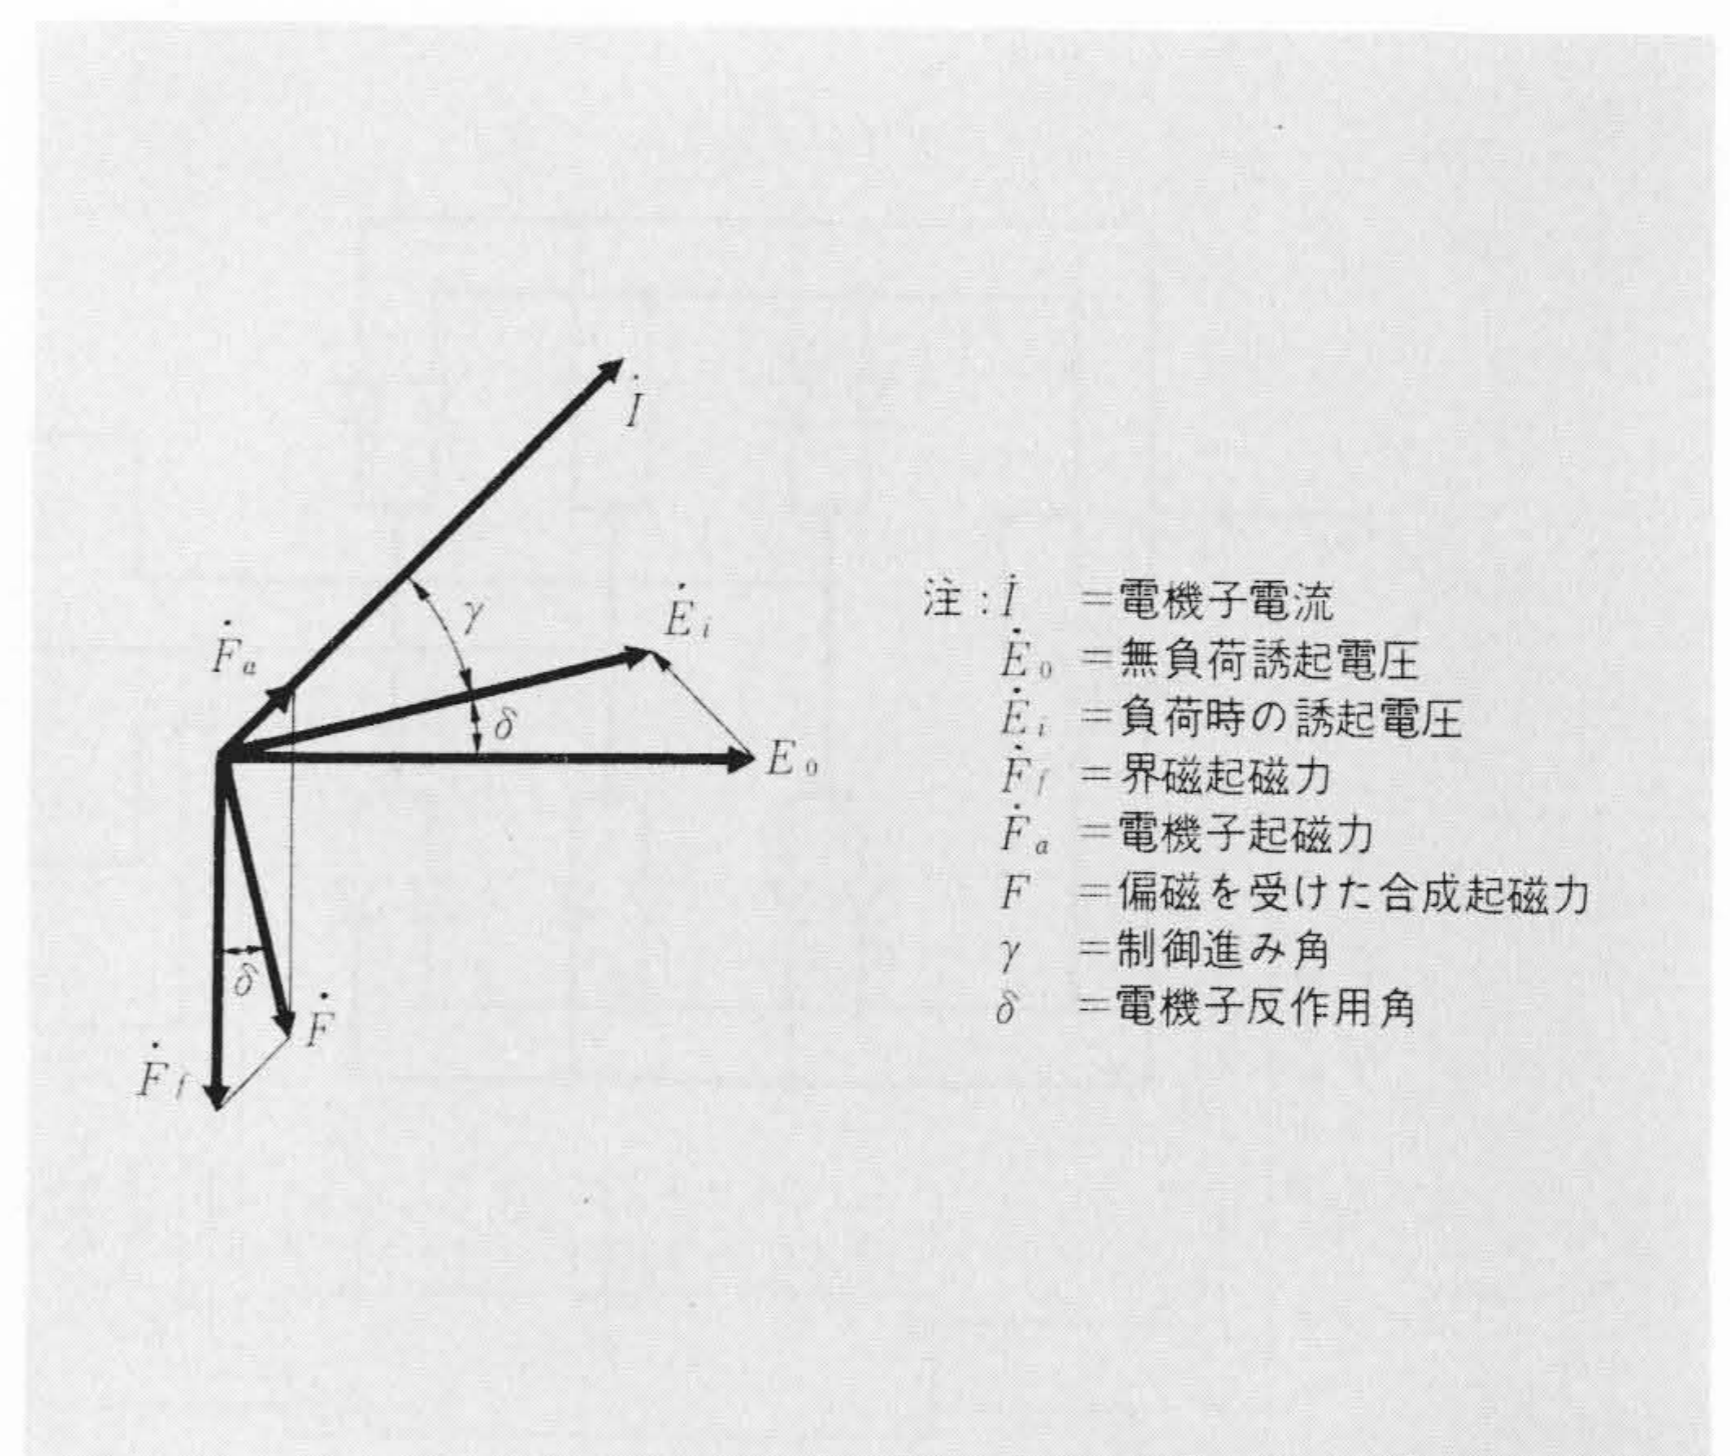 İ
γ
Ė i
Ḟ a
δ
E 0
δ
Ḟ
Ḟ f
注：İ ＝電機子電流
Ė 0 ＝無負荷誘起電圧
Ė i ＝負荷時の誘起電圧
Ḟ f ＝界磁起磁力
Ḟ a ＝電機子起磁力
F ＝偏磁を受けた合成起磁力
γ ＝制御進み角
δ ＝電機子反作用角